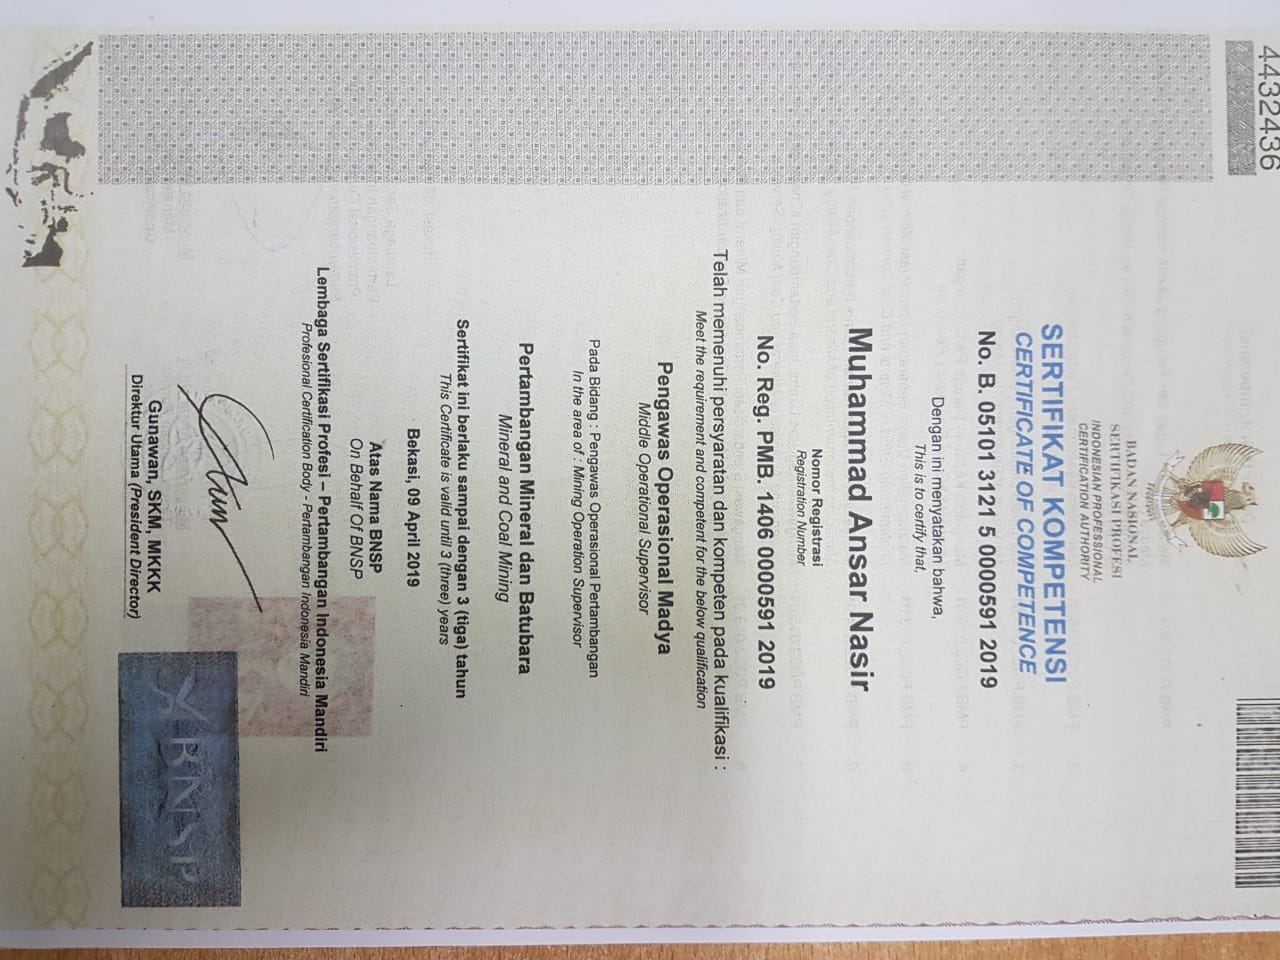 4432436
BADAN NASIONAL
SERTIFIKASI PROFESI
INDONESIAN PROFESSIONAL
CERTIFICATION AUTHORITY
SERTIFIKAT KOMPETENSI
CERTIFICATE OF COMPETENCE
No. B. 05101 3121 5 0000591 2019
Dengan ini menyatakan bahwa,
This is to certify that,
Muhammad Ansar Nasir
Nomor Registrasi
Registration Number
No. Reg. PMB. 1406 00000591 2019
Telah memenuhi persyaratan dan kompeten pada kualifikasi :
Meet the requirement and competent for the below qualification
Pengawas Operasional Madya
Middle Operational Supervisor
Pada Bidang : Pengawas Operasional Pertambangan
In the area of : Mining Operation Supervisor
Pertambangan Mineral dan Batubara
Mineral and Coal Mining
Sertifikat ini berlaku sampai dengan 3 (tiga) tahun
This Certificate is valid until 3 (three) years
Bekasi, 09 April 2019
Atas Nama BNSP
On Behalf Of BNSP
Lembaga Sertifikasi Profesi – Pertambangan Indonesia Mandiri
Profesional Certification Body - Pertambangan Indonesia Mandiri
Gunawan, SKM, MKKK
Direktur Utama (President Director)
BNSP